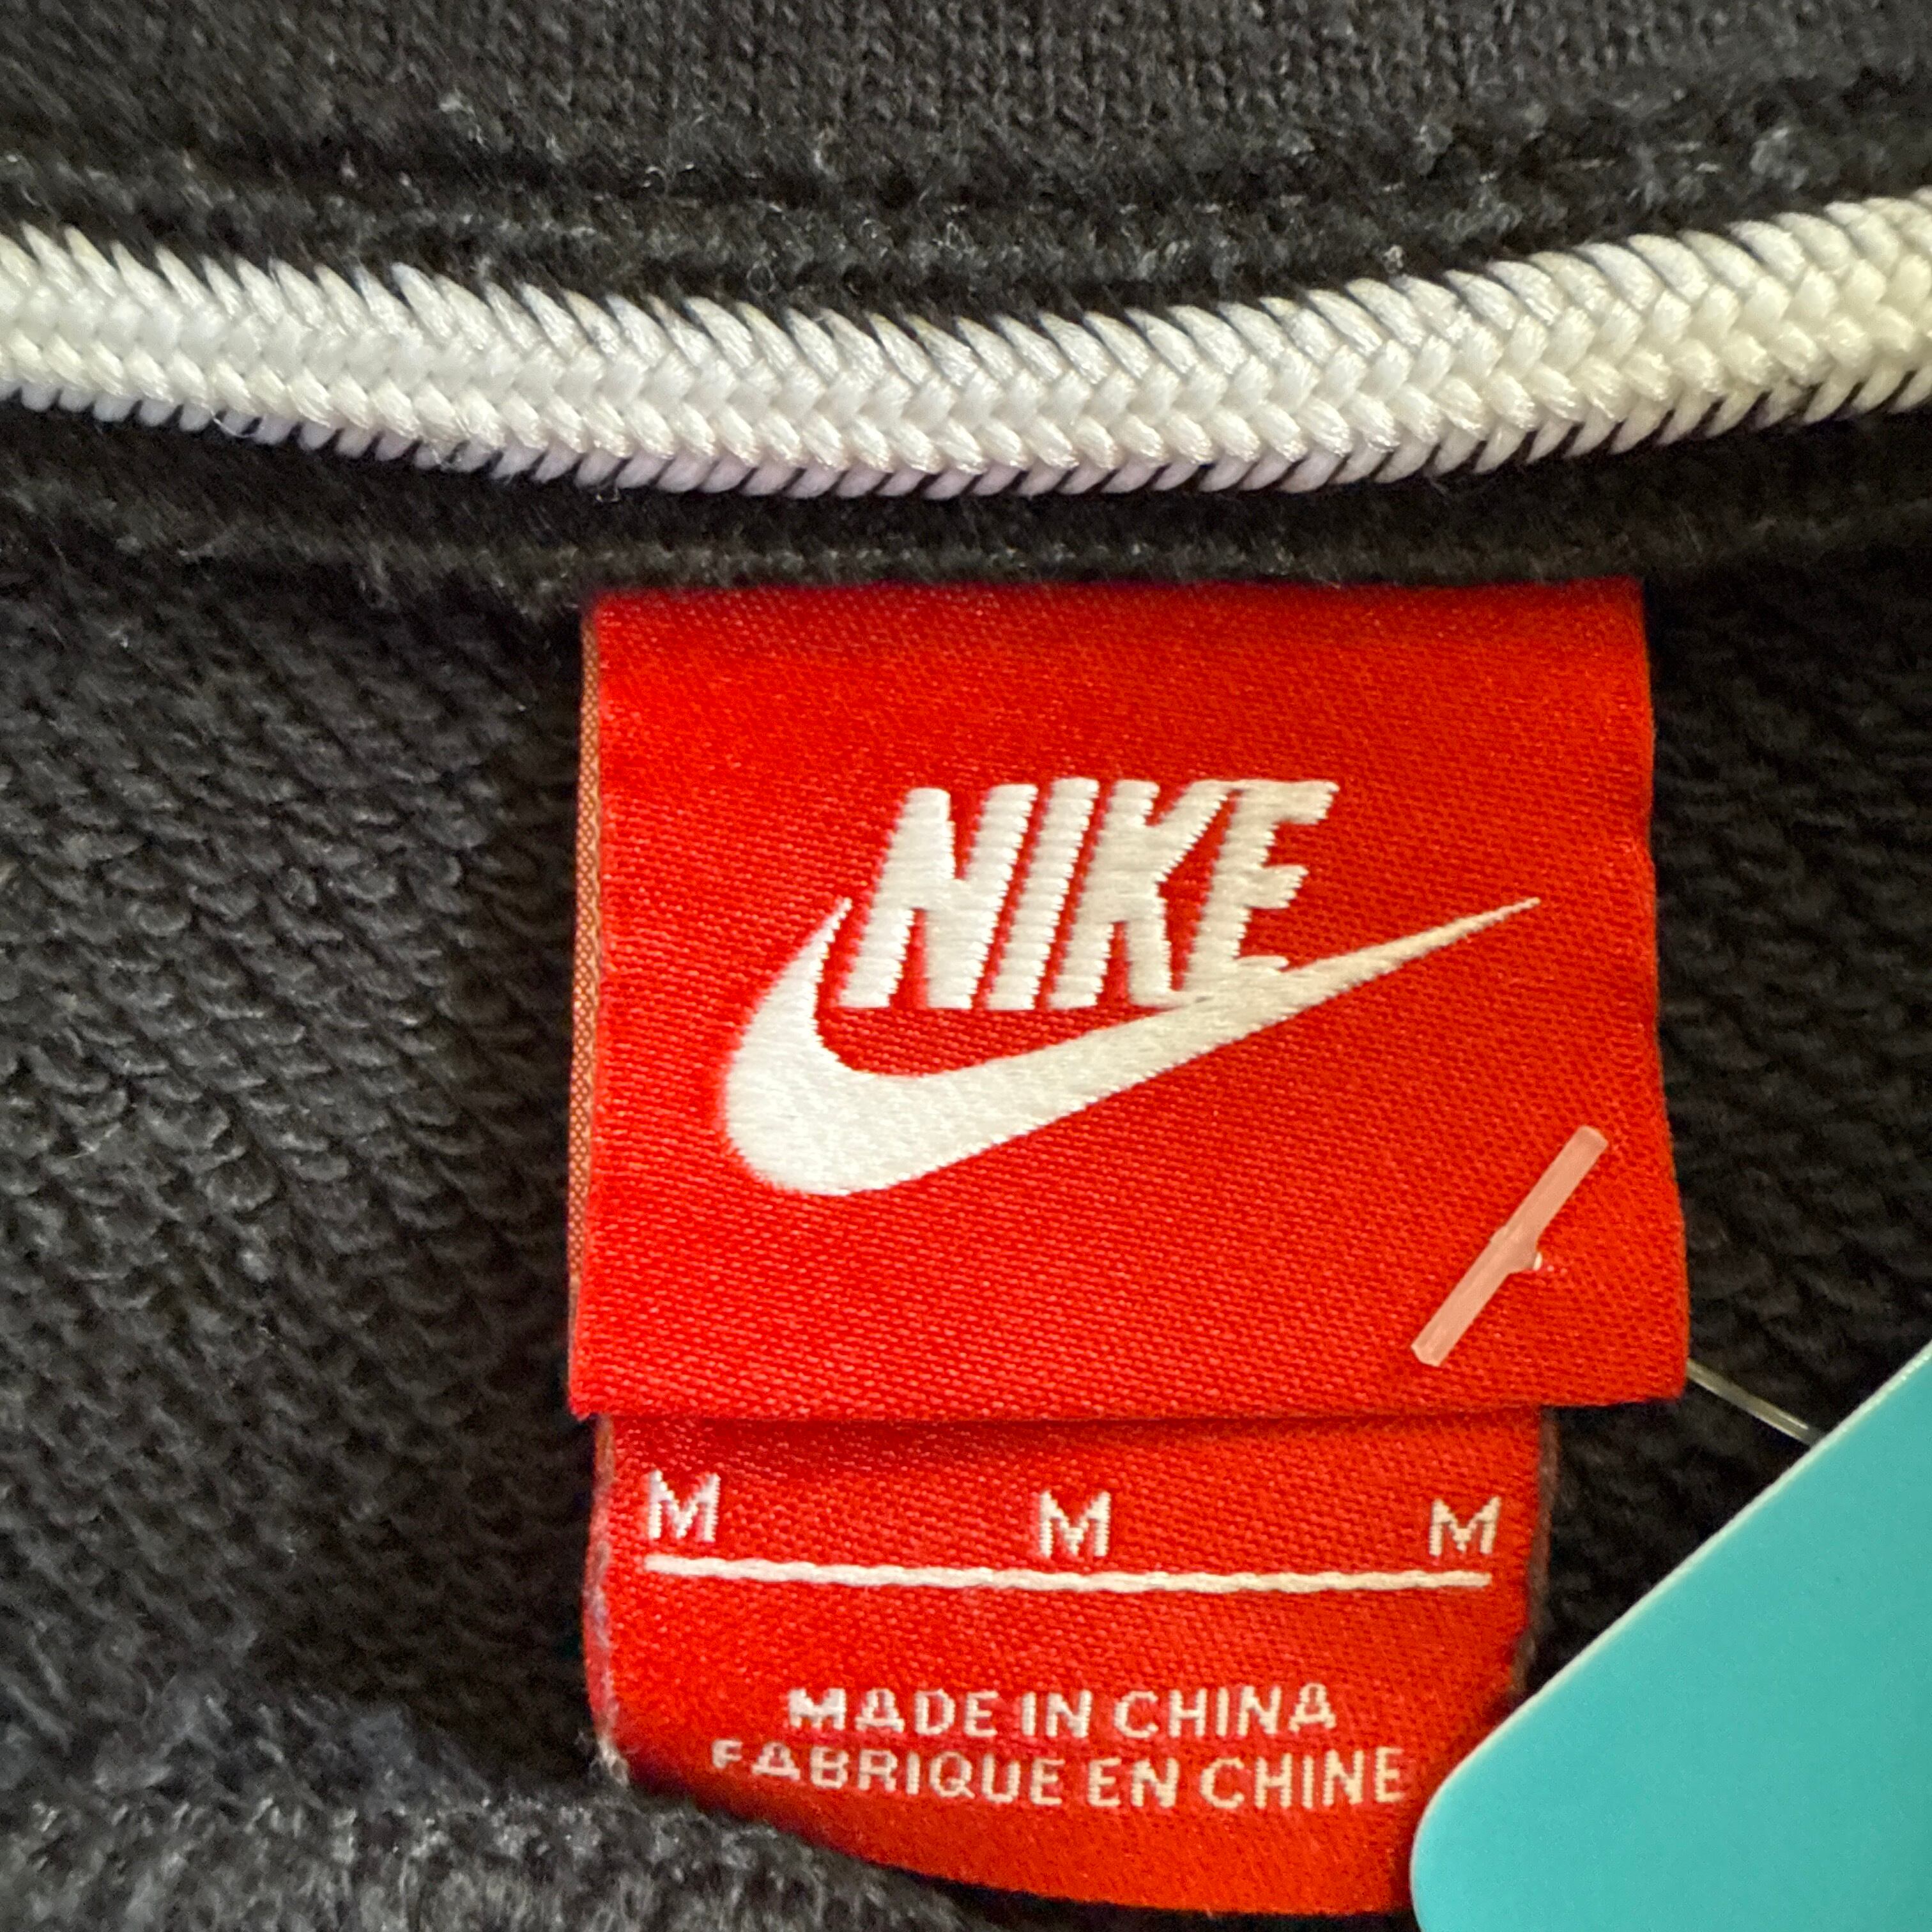 NIKE
M M M
MADE IN CHINA
FABRIQUE EN CHINE